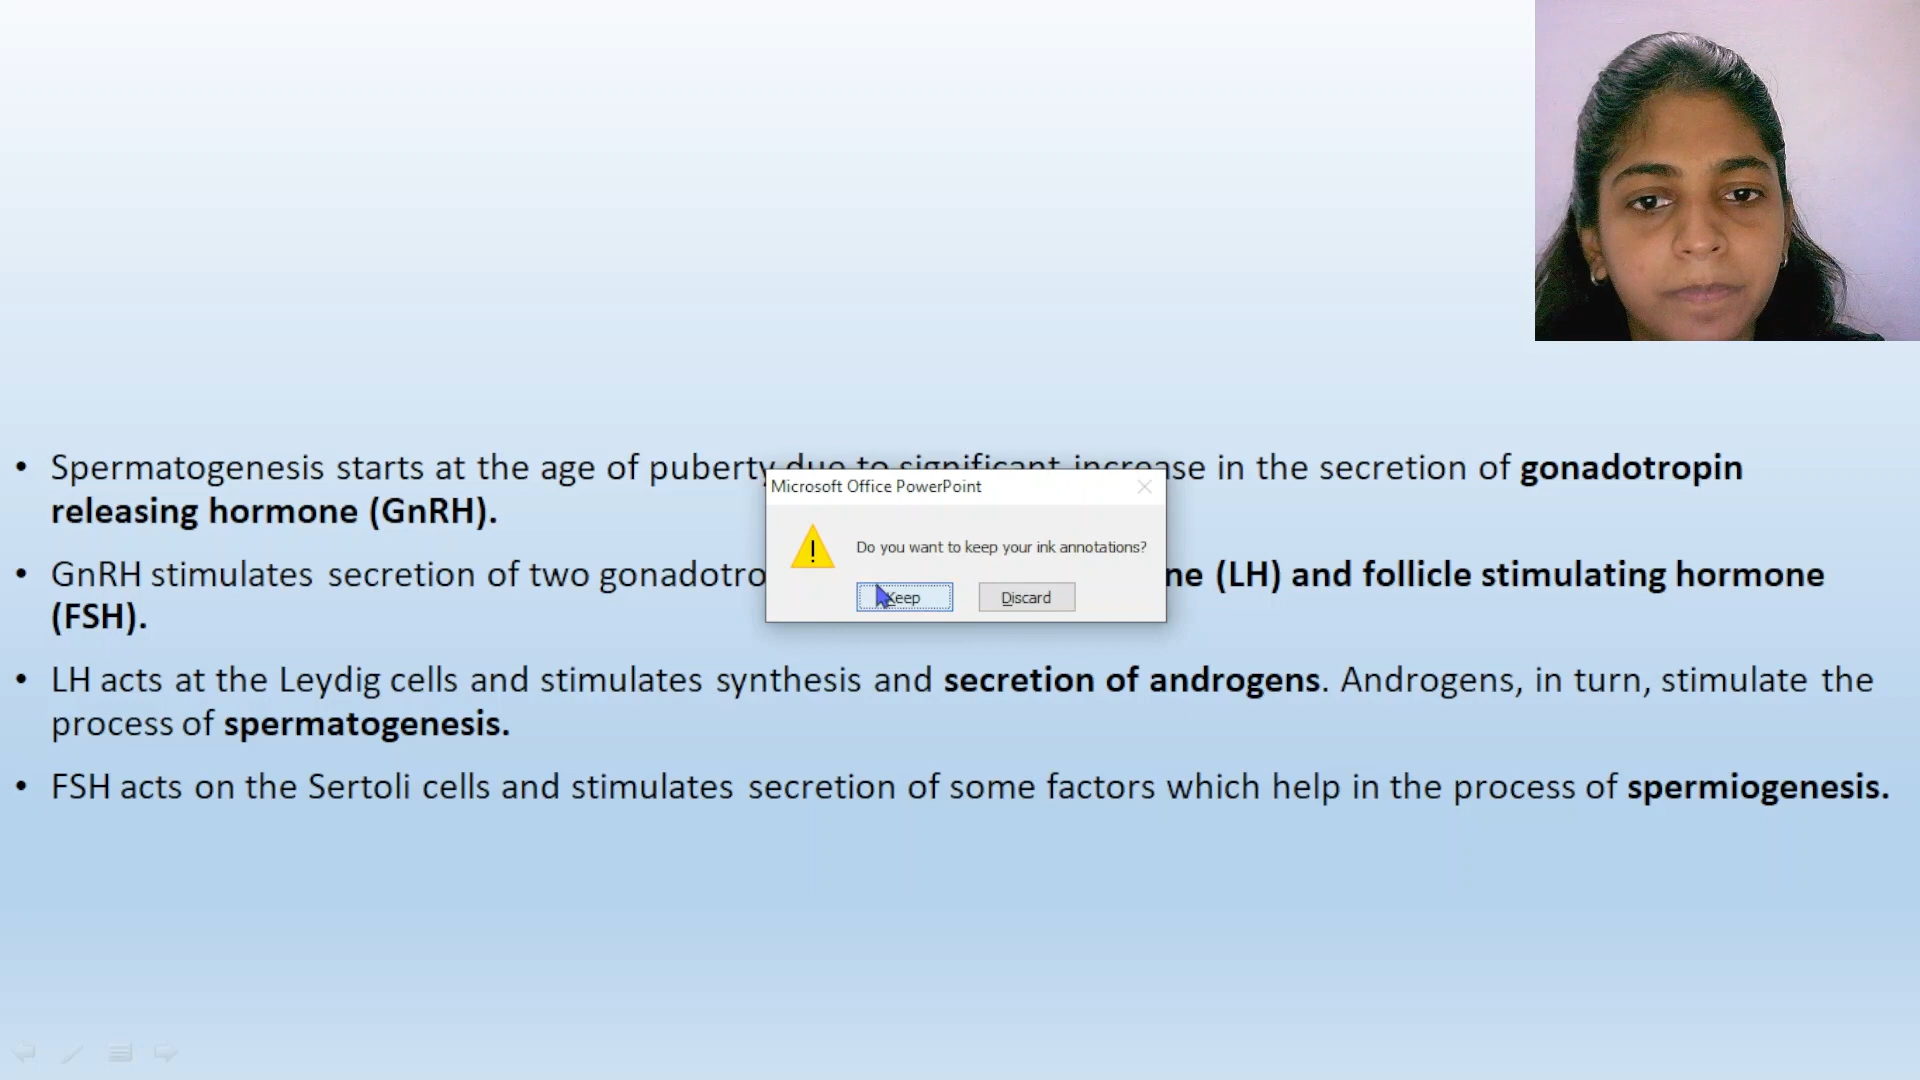 • Spermatogenesis starts at the age of puberty due to significant increase in the secretion of gonadotropin
releasing hormone (GnRH).
• GnRH stimulates secretion of two gonadotro ne (LH) and follicle stimulating hormone
(FSH).
• LH acts at the Leydig cells and stimulates synthesis and secretion of androgens. Androgens, in turn, stimulate the
process of spermatogenesis.
• FSH acts on the Sertoli cells and stimulates secretion of some factors which help in the process of spermiogenesis.
Microsoft Office PowerPoint
Do you want to keep your ink annotations?
Keep Discard